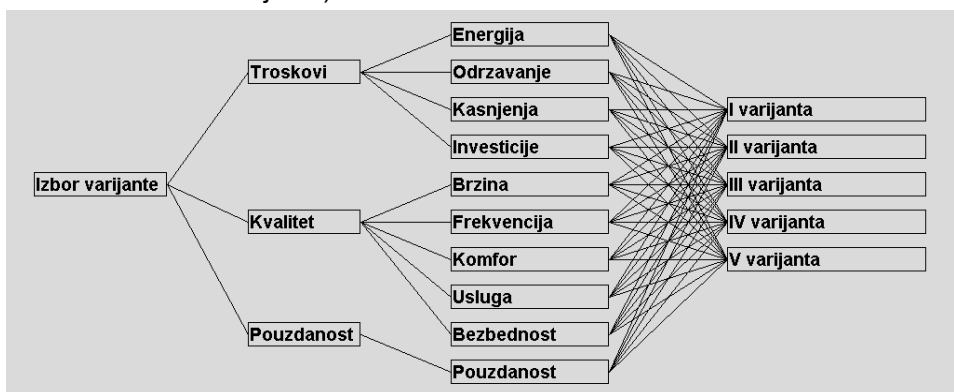 Izbor varijante
Troskovi
Kvalitet
Pouzdanost
Energija
Odrzavanje
Kasnjenja
Investicije
Brzina
Frekvencija
Komfor
Usluga
Bezbednost
Pouzdanost
I varijanta
II varijanta
III varijanta
IV varijanta
V varijanta